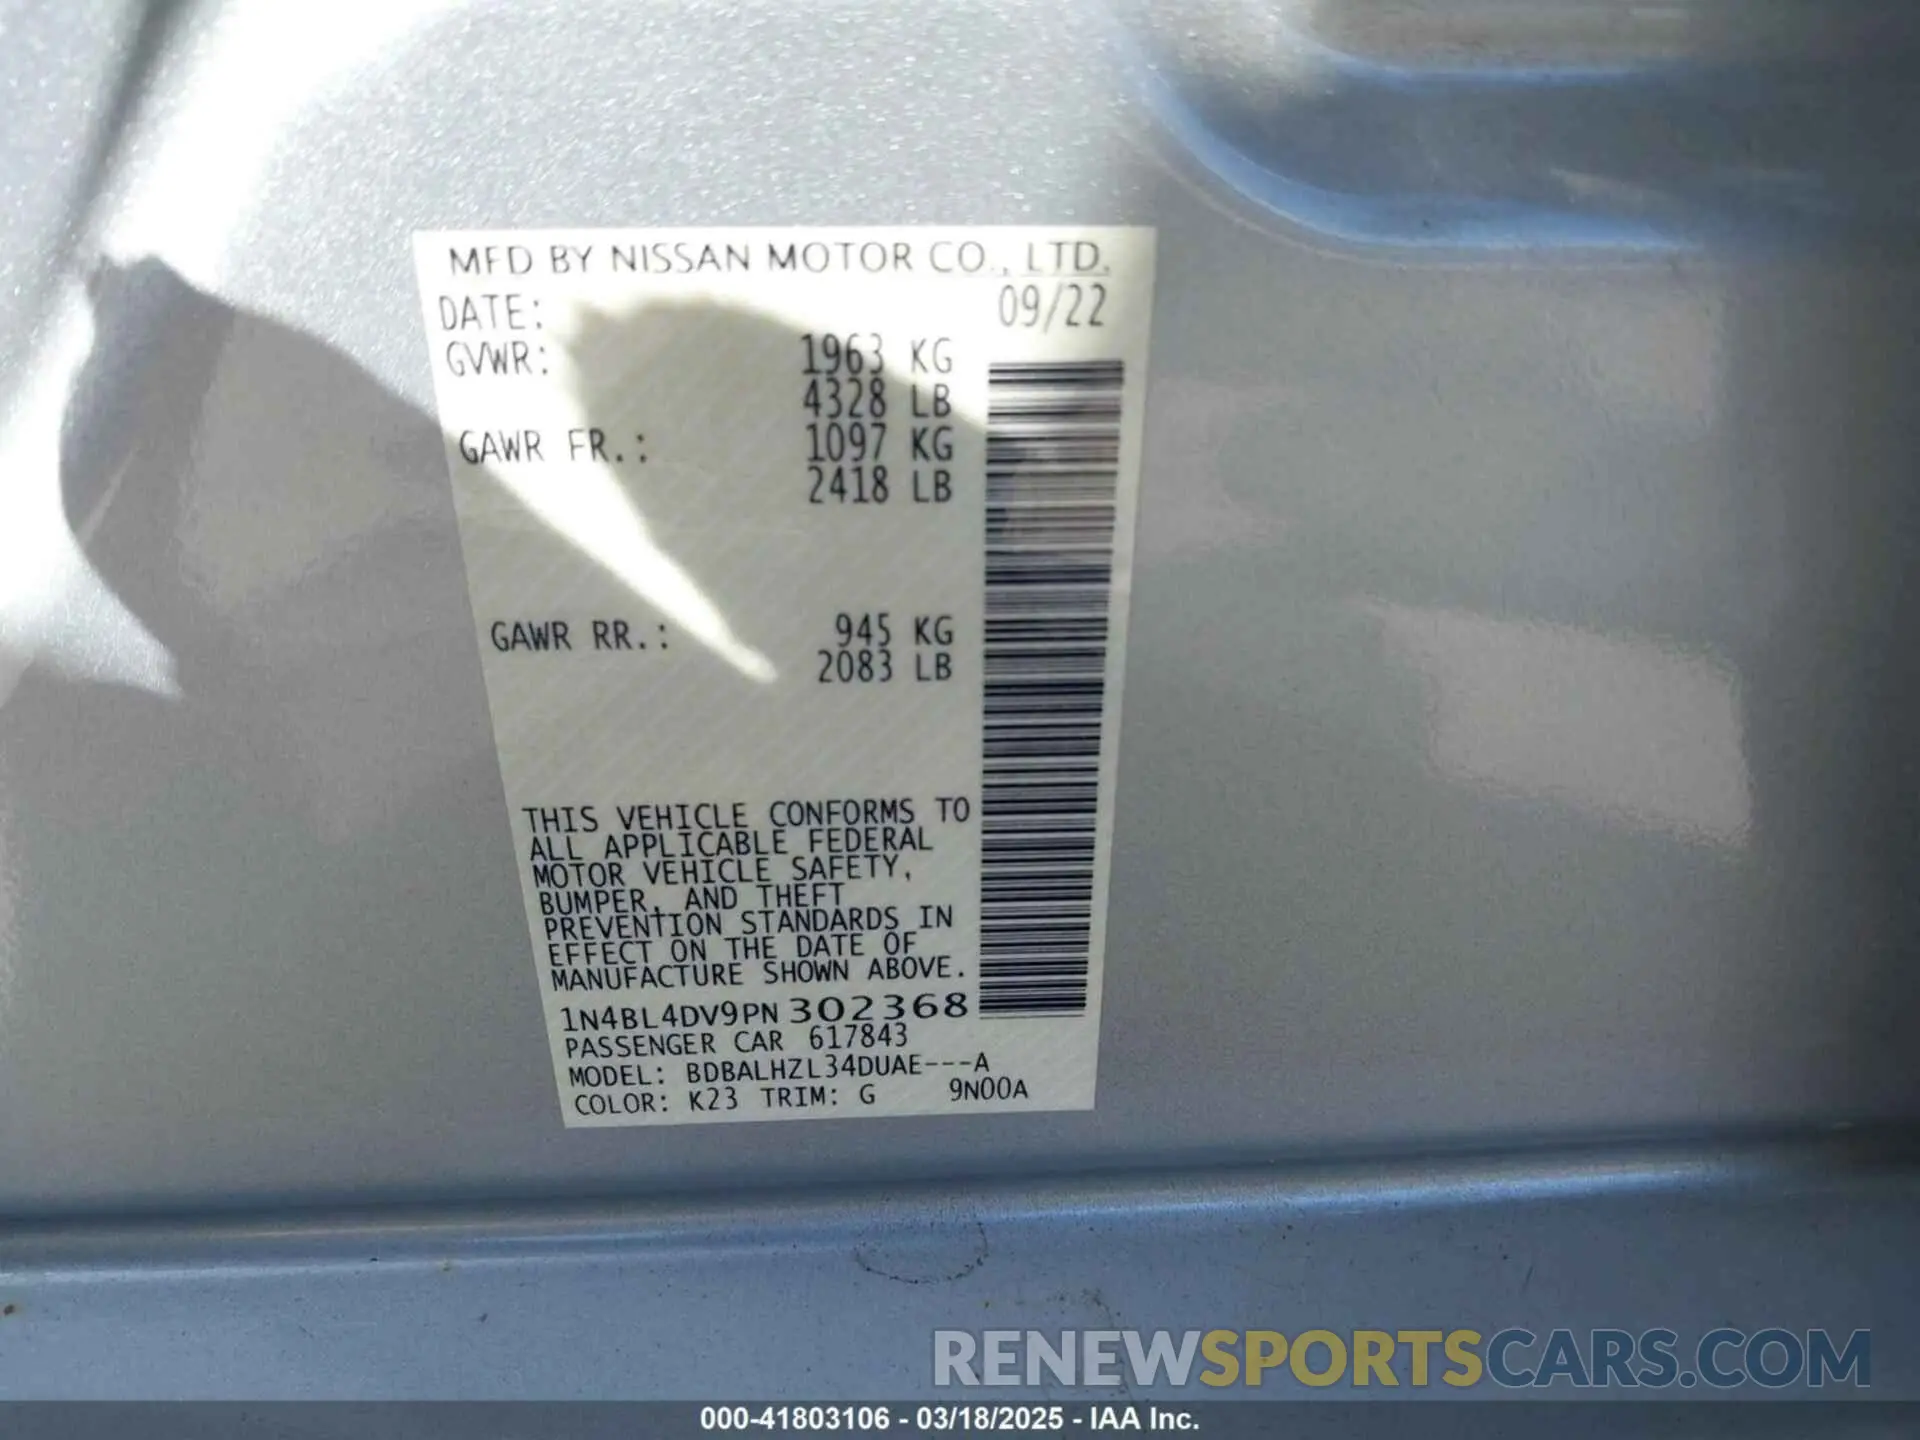 MFD BY NISSAN MOTOR CO., LTD.
DATE: 09/22
GVWR: 1963 KG
4328 LB
GAWR FR.: 1097 KG
2418 LB
GAWR RR.: 945 KG
2083 LB
THIS VEHICLE CONFORMS TO
ALL APPLICABLE FEDERAL
MOTOR VEHICLE SAFETY,
BUMPER, AND THEFT
PREVENTION STANDARDS IN
EFFECT ON THE DATE OF
MANUFACTURE SHOWN ABOVE.
1N4BL4DV9PN302368
PASSENGER CAR 617843
MODEL: BDBALHZL34DUAE---A
COLOR: K23 TRIM: G 9N00A
RENEWSPORTSCARS.COM
000-41803106 - 03/18/2025 - IAA Inc.